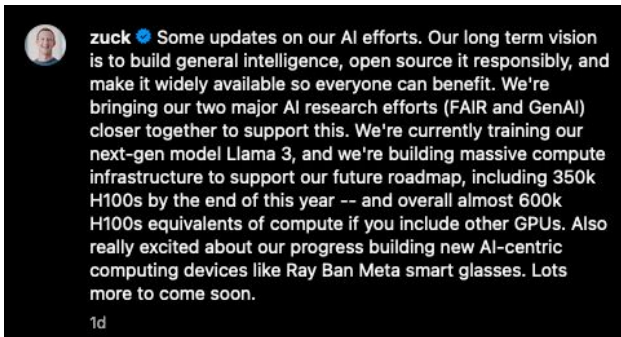 zuck Some updates on our AI efforts. Our long term vision
is to build general intelligence, open source it responsibly, and
make it widely available so everyone can benefit. We're
bringing our two major AI research efforts (FAIR and GenAI)
closer together to support this. We're currently training our
next-gen model Llama 3, and we're building massive compute
infrastructure to support our future roadmap, including 350k
H100s by the end of this year -- and overall almost 600k
H100s equivalents of compute if you include other GPUs. Also
really excited about our progress building new AI-centric
computing devices like Ray Ban Meta smart glasses. Lots
more to come soon.
1d